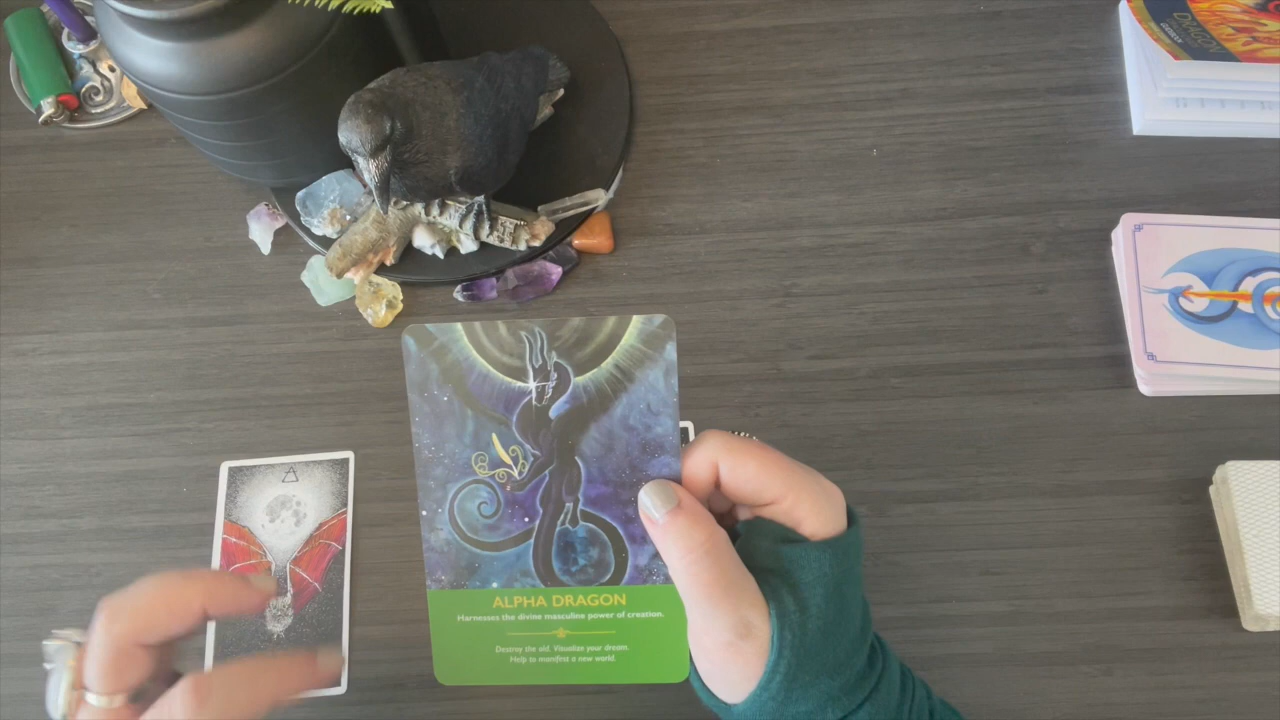 DRAGON
ALPHA DRAGON
Harnesses the divine masculine power of creation.
Destroy the old. Visualize your dream.
Help to manifest a new world.